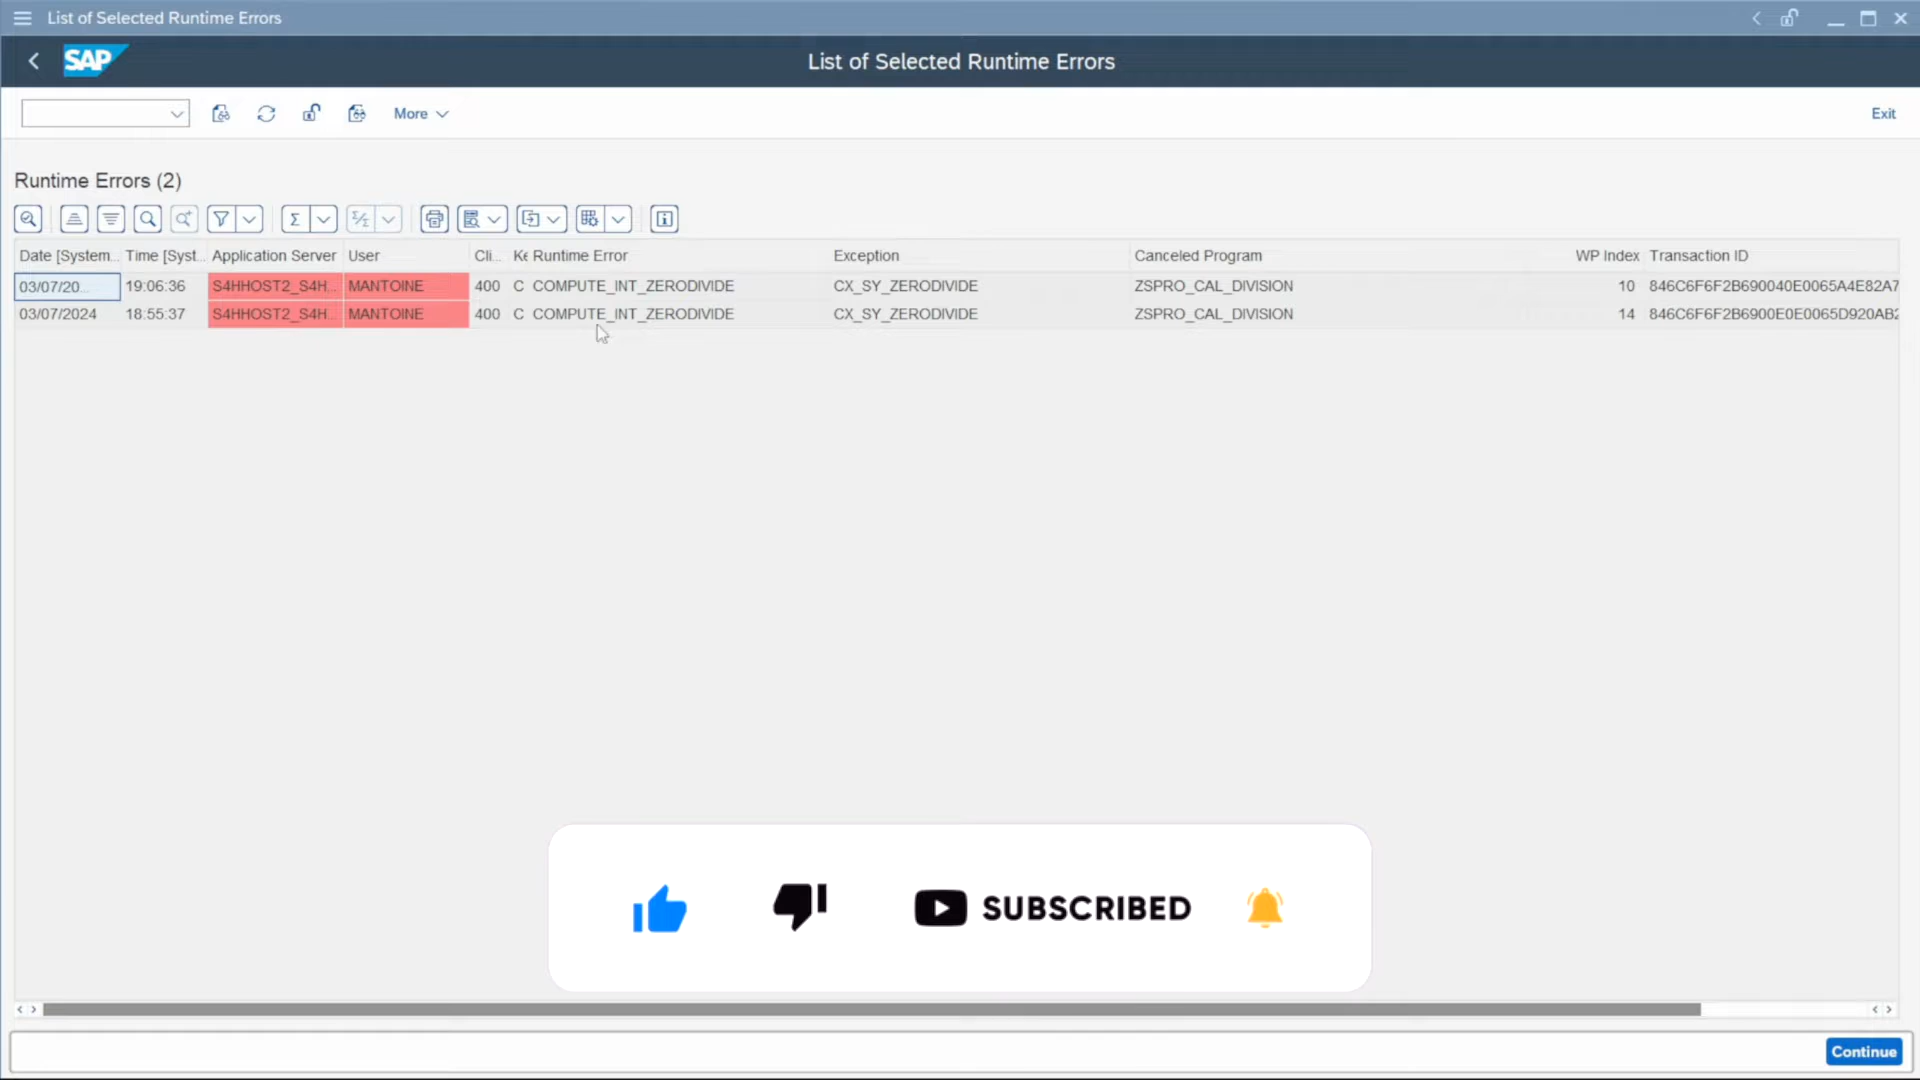 List of Selected Runtime Errors
SAP List of Selected Runtime Errors
More Exit
Runtime Errors (2)
Date [System... Time [Syst... Application Server User Cli... Ke Runtime Error Exception Canceled Program WP Index Transaction ID
03/07/20... 19:06:36 S4HHOST2_S4H... MANTOINE 400 C COMPUTE_INT_ZERODIVIDE CX_SY_ZERODIVIDE ZSPRO_CAL_DIVISION 10 846C6F6F2B690040E0065A4E82A7
03/07/2024 18:55:37 S4HHOST2_S4H... MANTOINE 400 C COMPUTE_INT_ZERODIVIDE CX_SY_ZERODIVIDE ZSPRO_CAL_DIVISION 14 846C6F6F2B6900E0E0065D920AB2
SUBSCRIBED
Continue